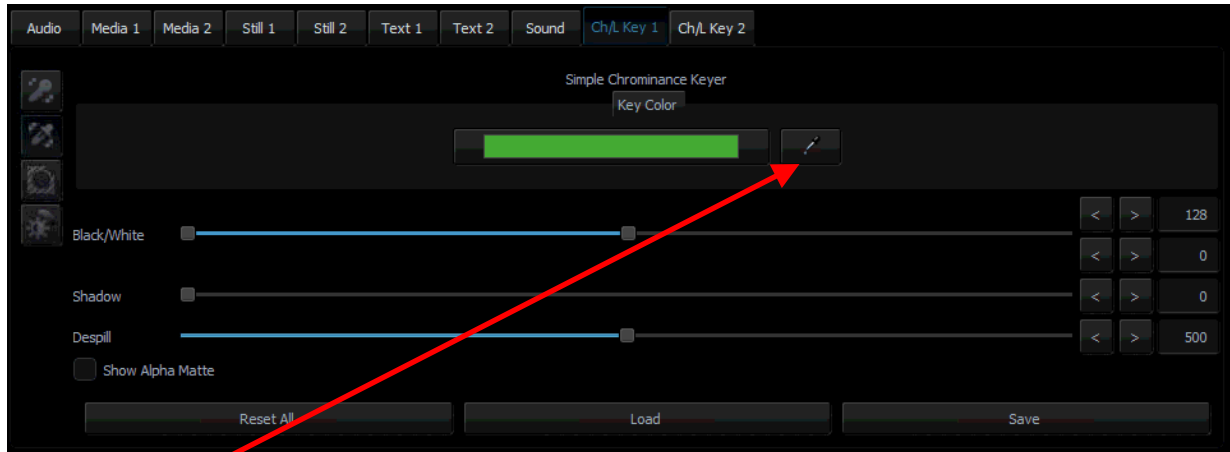 Audio Media 1 Media 2 Still 1 Still 2 Text 1 Text 2 Sound Ch/L Key 1 Ch/L Key 2
Simple Chrominance Keyer
Key Color
< > 128
Black/White
< > 0
Shadow < > 0
Despill < > 500
Show Alpha Matte
Reset All Load Save